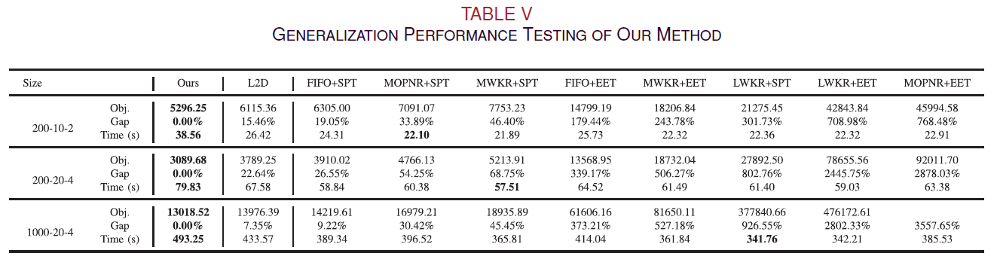 TABLE V
GENERALIZATION PERFORMANCE TESTING OF OUR METHOD
Size Ours L2D FIFO+SPT MOPNR+SPT MWKR+SPT FIFO+EET MWKR+EET LWKR+SPT LWKR+EET MOPNR+EET
Obj. 5296.25 6115.36 6305.00 7091.07 7753.23 14799.19 18206.84 21275.45 42843.84 45994.58
200-10-2 Gap 0.00% 15.46% 19.05% 33.89% 46.40% 179.44% 243.78% 301.73% 708.98% 768.48%
Time (s) 38.56 26.42 24.31 22.10 21.89 25.73 22.32 22.36 22.32 22.91
Obj. 3089.68 3789.25 3910.02 4766.13 5213.91 13568.95 18732.04 27892.50 78655.56 92011.70
200-20-4 Gap 0.00% 22.64% 26.55% 54.25% 68.75% 339.17% 506.27% 802.76% 2445.75% 2878.03%
Time (s) 79.83 67.58 58.84 60.38 57.51 64.52 61.49 61.40 59.03 63.38
Obj. 13018.52 13976.39 14219.61 16979.21 18935.89 61606.16 81650.11 377840.66 476172.61
1000-20-4 Gap 0.00% 7.35% 9.22% 30.42% 45.45% 373.21% 527.18% 926.55% 2802.33% 3557.65%
Time (s) 493.25 433.57 389.34 396.52 365.81 414.04 361.84 341.76 342.21 385.53